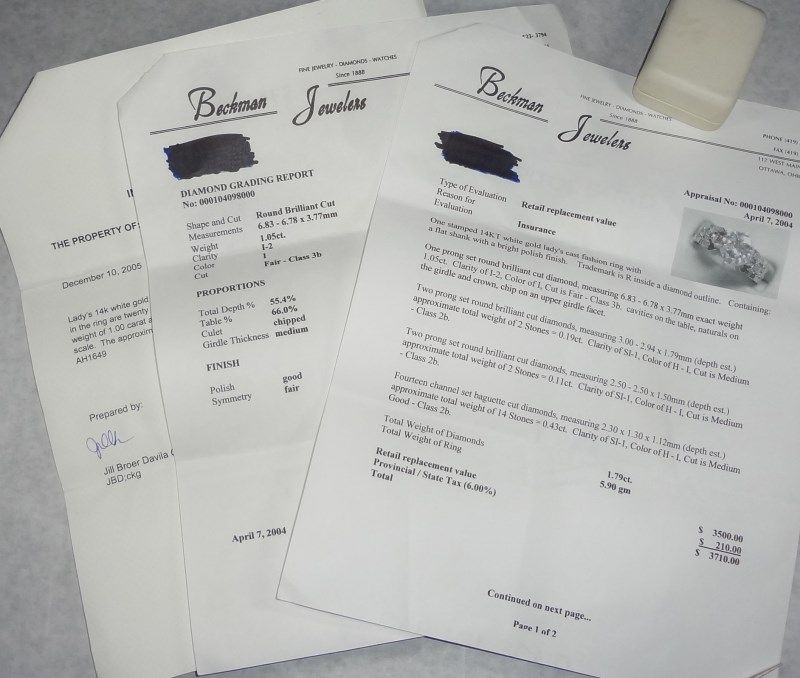 IN
THE PROPERTY OF
December 10, 2005
Lady's 14k white gold
in the ring are twenty
weight of 1.00 carat a
scale. The approxim
AH1649
Prepared by:
Jill Broer Davila
JBD;ckg
FINE JEWELRY - DIAMONDS - WATCHES
Since 1888
Beckman Jewelers
DIAMOND GRADING REPORT
No: 000104098000
Shape and Cut Round Brilliant Cut
Measurements 6.83 - 6.78 x 3.77mm
Weight 1.05ct.
Clarity I-2
Color I
Cut Fair - Class 3b
PROPORTIONS
Total Depth % 55.4%
Table % 66.0%
Culet chipped
Girdle Thickness medium
FINISH
Polish good
Symmetry fair
April 7, 2004
FINE JEWELRY - DIAMONDS - WATCHES
Since 1888
Beckman Jewelers
PHONE (419)
FAX (419)
117 WEST MAIN
OTTAWA, OHI
Appraisal No: 000104098000
April 7, 2004
Type of Evaluation Retail replacement value
Reason for
Evaluation Insurance
One stamped 14KT white gold lady's cast fashion ring with
a flat shank with a bright polish finish. Trademark is R inside a diamond outline. Containing:
One prong set round brilliant cut diamond, measuring 6.83 - 6.78 x 3.77mm exact weight
1.05ct. Clarity of I-2, Color of I, Cut is Fair - Class 3b. cavities on the table, naturals on
the girdle and crown, chip on an upper girdle facet.
Two prong set round brilliant cut diamonds, measuring 3.00 - 2.94 x 1.79mm (depth est.)
approximate total weight of 2 Stones = 0.19ct. Clarity of SI-1, Color of H - I, Cut is Medium
- Class 2b.
Two prong set round brilliant cut diamonds, measuring 2.50 - 2.50 x 1.50mm (depth est.)
approximate total weight of 2 Stones = 0.11ct. Clarity of SI-1, Color of H - I, Cut is Medium
- Class 2b.
Fourteen channel set baguette cut diamonds, measuring 2.30 x 1.30 x 1.12mm (depth est.)
approximate total weight of 14 Stones = 0.43ct. Clarity of SI-1, Color of H - I, Cut is Medium
Good - Class 2b.
Total Weight of Diamonds 1.79ct.
Total Weight of Ring 5.90 gm
Retail replacement value $ 3500.00
Provincial / State Tax (6.00%) $ 210.00
Total $ 3710.00
Continued on next page...
Page 1 of 2